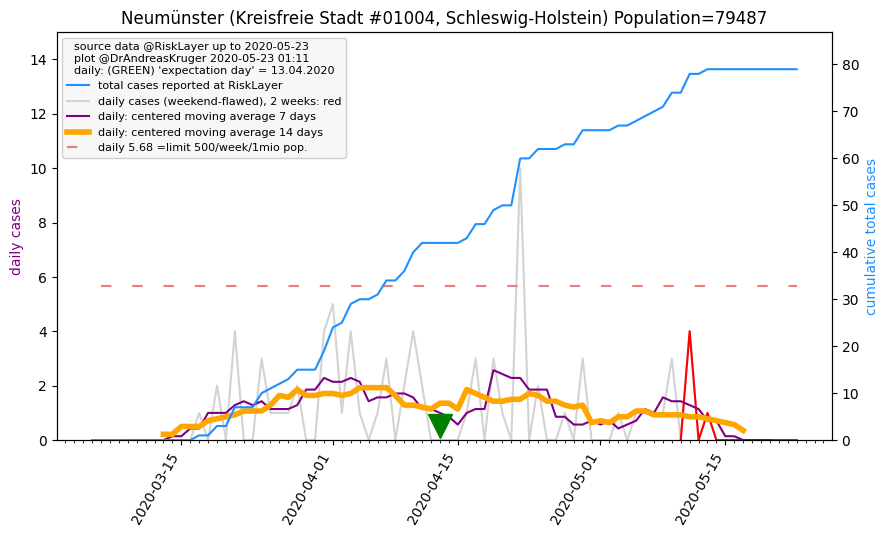 Neumünster (Kreisfreie Stadt #01004, Schleswig-Holstein) Population=79487
source data @RiskLayer up to 2020-05-23
plot @DrAndreasKruger 2020-05-23 01:11
daily: (GREEN) 'expectation day' = 13.04.2020
total cases reported at RiskLayer
daily cases (weekend-flawed), 2 weeks: red
daily: centered moving average 7 days
daily: centered moving average 14 days
daily 5.68 =limit 500/week/1mio pop.
daily cases
14
12
10
8
6
4
2
0
80
70
60
50
40
30
20
10
0
cumulative total cases
2020-03-15
2020-04-01
2020-04-15
2020-05-01
2020-05-15